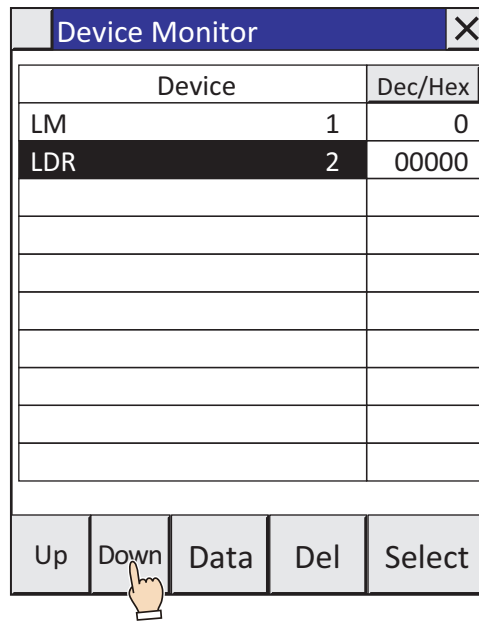 Device Monitor
Device Dec/Hex
LM 1 0
LDR 2 00000
Up Down Data Del Select